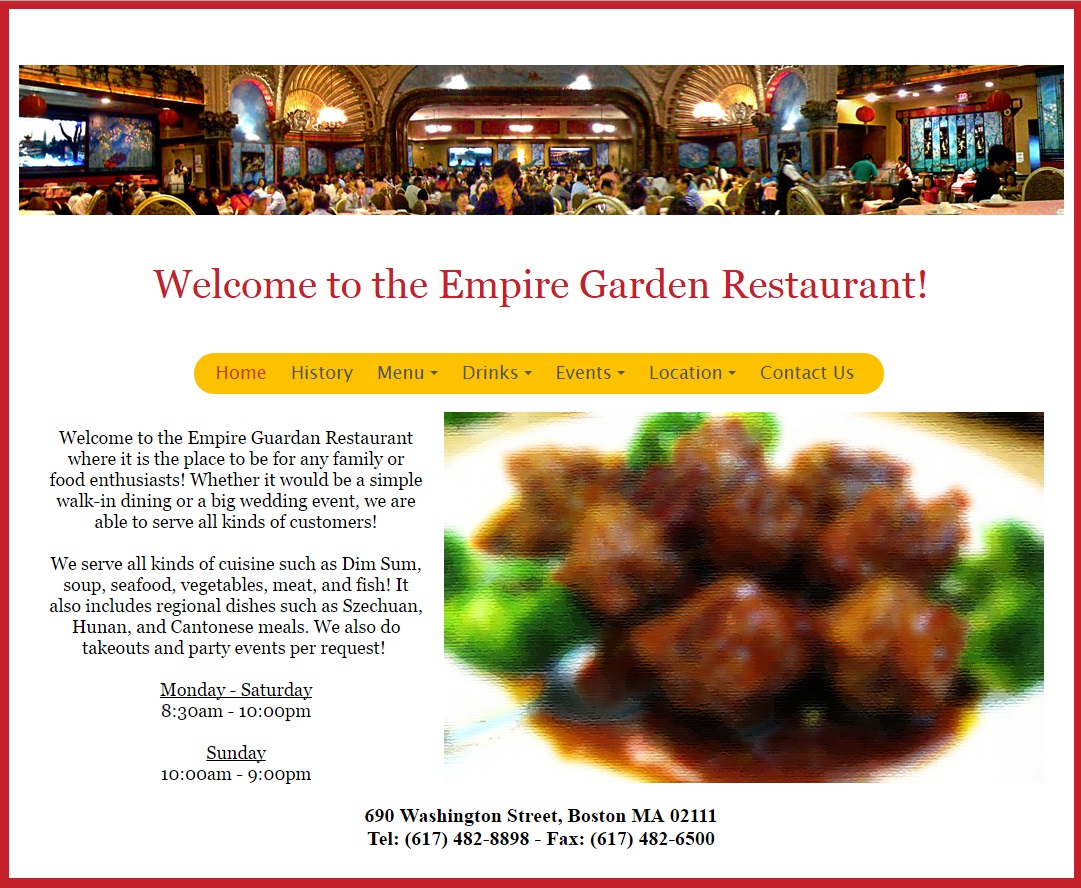 Welcome to the Empire Garden Restaurant!
Home History Menu Drinks Events Location Contact Us
Welcome to the Empire Guardan Restaurant
where it is the place to be for any family or
food enthusiasts! Whether it would be a simple
walk-in dining or a big wedding event, we are
able to serve all kinds of customers!
We serve all kinds of cuisine such as Dim Sum,
soup, seafood, vegetables, meat, and fish! It
also includes regional dishes such as Szechuan,
Hunan, and Cantonese meals. We also do
takeouts and party events per request!
Monday - Saturday
8:30am - 10:00pm
Sunday
10:00am - 9:00pm
690 Washington Street, Boston MA 02111
Tel: (617) 482-8898 - Fax: (617) 482-6500